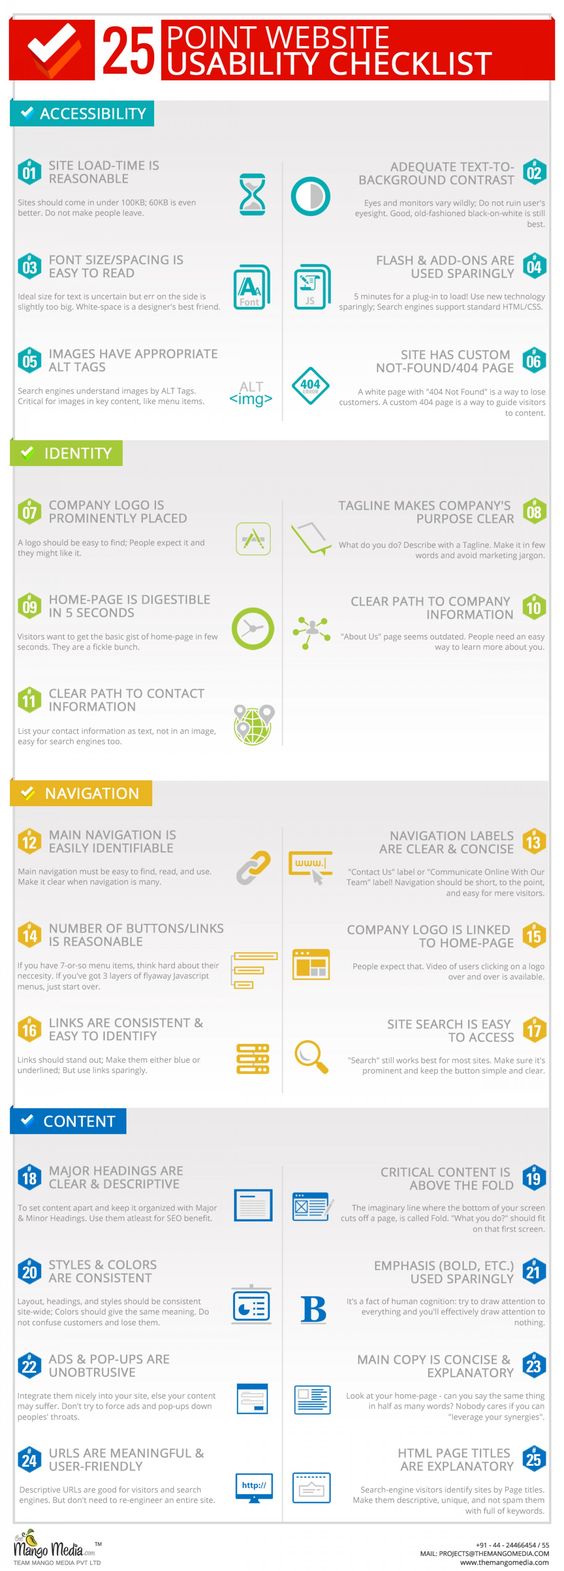 25 POINT WEBSITE
USABILITY CHECKLIST
ACCESSIBILITY
# 01
SITE LOAD-TIME IS
REASONABLE
Sites should come in under 100KB; 60KB is even
better. Do not make people leave.
# 02
ADEQUATE TEXT-TO-
BACKGROUND CONTRAST
Eyes and monitors vary wildly; Do not ruin user's
eyesight. Good, old-fashioned black-on-white is still
best.
# 03
FONT SIZE/SPACING IS
EASY TO READ
Ideal size for text is uncertain but err on the side is
slightly too big. White-space is a designer's best friend.
AA
Font
# 04
FLASH & ADD-ONS ARE
USED SPARINGLY
5 minutes for a plug-in to load! Use new technology
sparingly; Search engines support standard HTML/CSS.
JS
# 05
IMAGES HAVE APPROPRIATE
ALT TAGS
Search engines understand images by ALT Tags.
Critical for images in key content, like menu items.
ALT
<img>
# 06
SITE HAS CUSTOM
NOT-FOUND/404 PAGE
A white page with "404 Not Found" is a way to lose
customers. A custom 404 page is a way to guide visitors
to content.
404
IDENTITY
# 07
COMPANY LOGO IS
PROMINENTLY PLACED
A logo should be easy to find; People expect it and
they might like it.
# 08
TAGLINE MAKES COMPANY'S
PURPOSE CLEAR
What do you do? Describe with a Tagline. Make it in few
words and avoid marketing jargon.
# 09
HOME-PAGE IS DIGESTIBLE
IN 5 SECONDS
Visitors want to get the basic gist of home-page in few
seconds. They are a fickle bunch.
# 10
CLEAR PATH TO COMPANY
INFORMATION
"About Us" page seems outdated. People need an easy
way to learn more about you.
# 11
CLEAR PATH TO CONTACT
INFORMATION
List your contact information as text, not in an image,
easy for search engines too.
NAVIGATION
# 12
MAIN NAVIGATION IS
EASILY IDENTIFIABLE
Main navigation must be easy to find, read, and use.
Make it clear when navigation is many.
# 13
NAVIGATION LABELS
ARE CLEAR & CONCISE
"Contact Us" label or "Communicate Online With Our
Team" label! Navigation should be short, to the point,
and easy for mere visitors.
www.
# 14
NUMBER OF BUTTONS/LINKS
IS REASONABLE
If you have 7-or-so menu items, think hard about their
neccesity. If you've got 3 layers of flyaway Javascript
menus, just start over.
# 15
COMPANY LOGO IS LINKED
TO HOME-PAGE
People expect that. Video of users clicking on a logo
over and over is available.
# 16
LINKS ARE CONSISTENT &
EASY TO IDENTIFY
Links should stand out; Make them either blue or
underlined; But use links sparingly.
# 17
SITE SEARCH IS EASY
TO ACCESS
"Search" still works best for most sites. Make sure it's
prominent and keep the button simple and clear.
CONTENT
# 18
MAJOR HEADINGS ARE
CLEAR & DESCRIPTIVE
To set content apart and keep it organized with Major
& Minor Headings. Use them atleast for SEO benefit.
# 19
CRITICAL CONTENT IS
ABOVE THE FOLD
The imaginary line where the bottom of your screen
cuts off a page, is called Fold. "What you do?" should fit
on that first screen.
# 20
STYLES & COLORS
ARE CONSISTENT
Layout, headings, and styles should be consistent
site-wide; Colors should give the same meaning. Do
not confuse customers and lose them.
# 21
EMPHASIS (BOLD, ETC.)
USED SPARINGLY
It's a fact of human cognition: try to draw attention to
everything and you'll effectively draw attention to
nothing.
B
# 22
ADS & POP-UPS ARE
UNOBTRUSIVE
Integrate them nicely into your site, else your content
may suffer. Don't try to force ads and pop-ups down
peoples' throats.
# 23
MAIN COPY IS CONCISE &
EXPLANATORY
Look at your home-page - can you say the same thing
in half as many words? Nobody cares if you can
"leverage your synergies".
# 24
URLS ARE MEANINGFUL &
USER-FRIENDLY
Descriptive URLs are good for visitors and search
engines. But don't need to re-engineer an entire site.
http://
# 25
HTML PAGE TITLES
ARE EXPLANATORY
Search-engine visitors identify sites by Page titles.
Make them descriptive, unique, and not spam them
with full of keywords.
the Mango Media.com TM
TEAM MANGO MEDIA PVT LTD
+91 - 44 - 24466454 / 55
MAIL: PROJECTS@THEMANGOMEDIA.COM
www.themangomedia.com